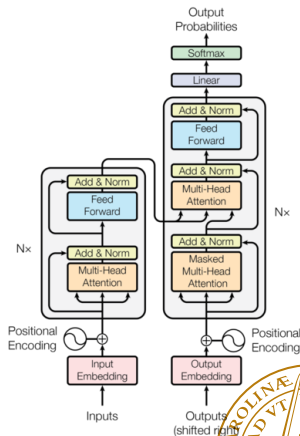 Output
Probabilities
Softmax
Linear
Add & Norm
Feed
Forward
Add & Norm
Multi-Head
Attention
Nx
Add & Norm
Masked
Multi-Head
Attention
Add & Norm
Feed
Forward
Nx
Add & Norm
Multi-Head
Attention
Positional
Encoding
Positional
Encoding
Input
Embedding
Output
Embedding
Inputs
Outputs
(shifted right)